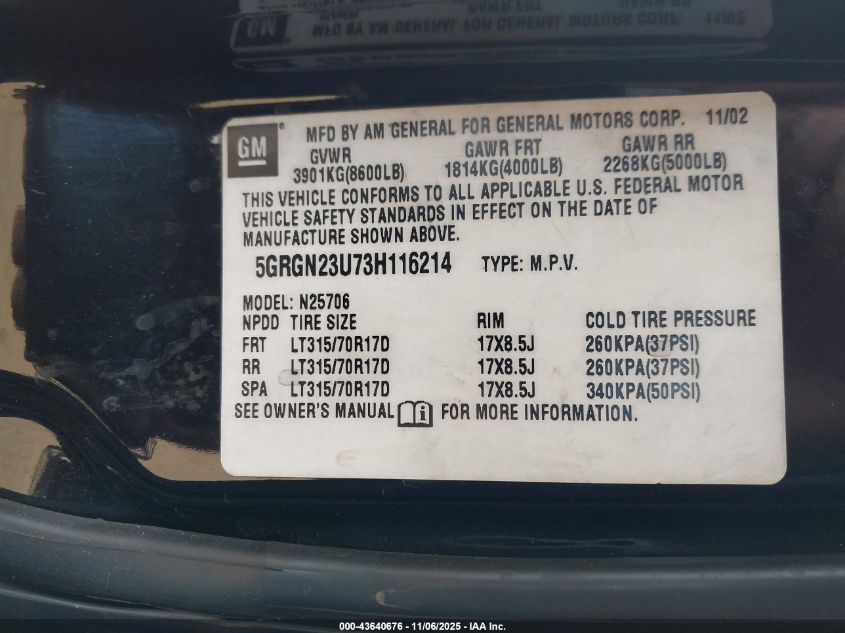 GM
MFD BY AM GENERAL FOR GENERAL MOTORS CORP. 11/02
GVWR GAWR FRT GAWR RR
3901KG(8600LB) 1814KG(4000LB) 2268KG(5000LB)
THIS VEHICLE CONFORMS TO ALL APPLICABLE U.S. FEDERAL MOTOR
VEHICLE SAFETY STANDARDS IN EFFECT ON THE DATE OF
MANUFACTURE SHOWN ABOVE.
5GRGN23U73H116214 TYPE: M.P.V.
MODEL: N25706
NPDD TIRE SIZE RIM COLD TIRE PRESSURE
FRT LT315/70R17D 17X8.5J 260KPA(37PSI)
RR LT315/70R17D 17X8.5J 260KPA(37PSI)
SPA LT315/70R17D 17X8.5J 340KPA(50PSI)
SEE OWNER'S MANUAL FOR MORE INFORMATION.
000-43640676 - 11/06/2025 - IAA Inc.